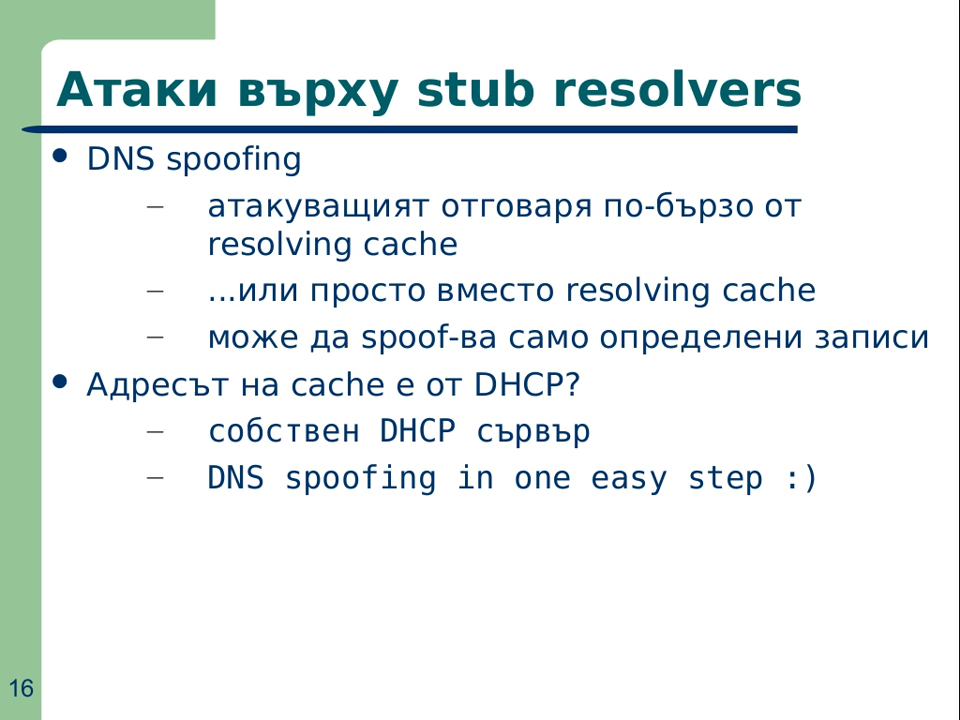 Атаки върху stub resolvers
● DNS spoofing
– атакуващият отговаря по-бързо от
resolving cache
– ...или просто вместо resolving cache
– може да spoof-ва само определени записи
● Адресът на cache е от DHCP?
– собствен DHCP сървър
– DNS spoofing in one easy step :)
16